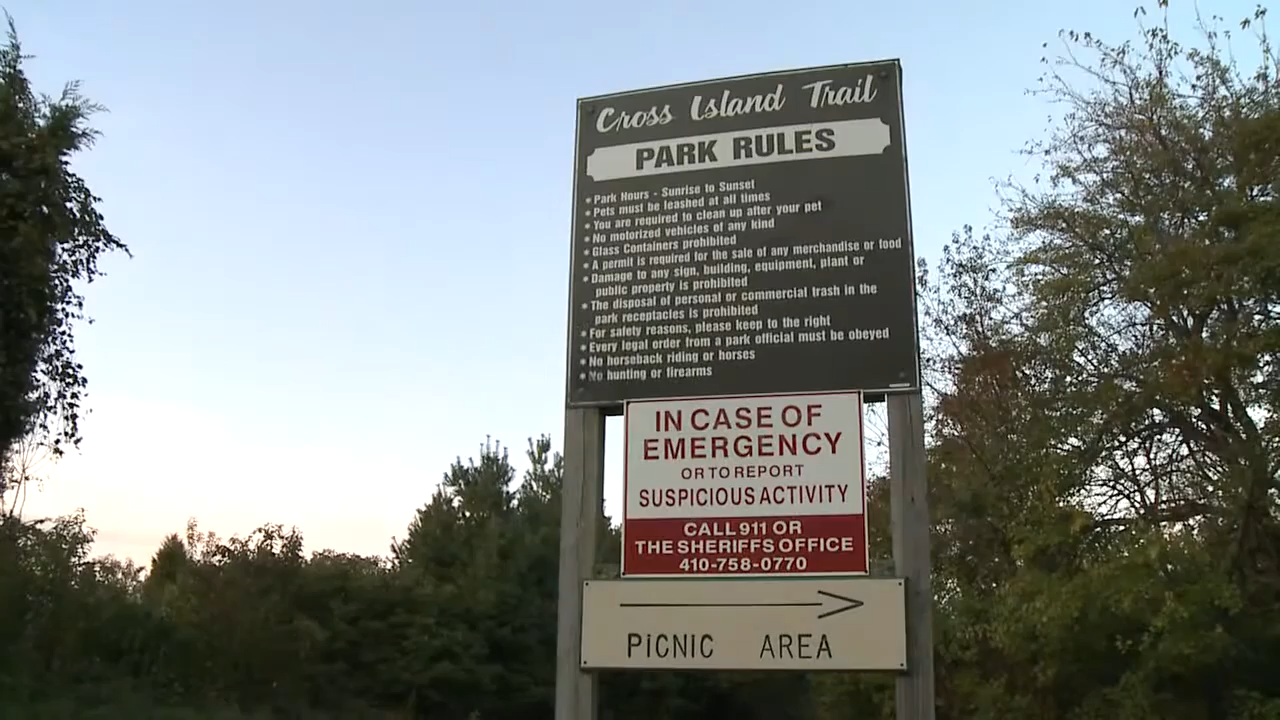 Cross Island Trail
PARK RULES
• Park Hours - Sunrise to Sunset
• Pets must be leashed at all times
• You are required to clean up after your pet
• No motorized vehicles of any kind
• Glass Containers prohibited
• A permit is required for the sale of any merchandise or food
• Damage to any sign, building, equipment, plant or
public property is prohibited
• The disposal of personal or commercial trash in the
park receptacles is prohibited
• For safety reasons, please keep to the right
• Every legal order from a park official must be obeyed
• No horseback riding or horses
• No hunting or firearms
IN CASE OF
EMERGENCY
OR TO REPORT
SUSPICIOUS ACTIVITY
CALL 911 OR
THE SHERIFFS OFFICE
410-758-0770
PICNIC AREA